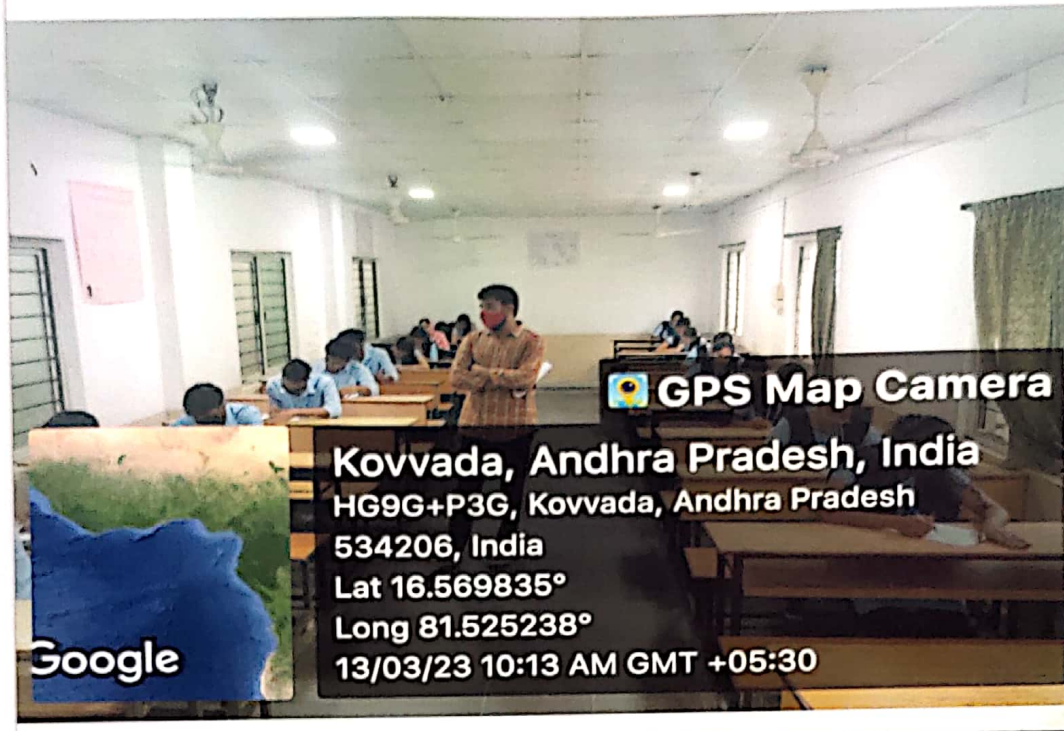 GPS Map Camera
Kovvada, Andhra Pradesh, India
HG9G+P3G, Kovvada, Andhra Pradesh
534206, India
Lat 16.569835°
Long 81.525238°
13/03/23 10:13 AM GMT +05:30
Google